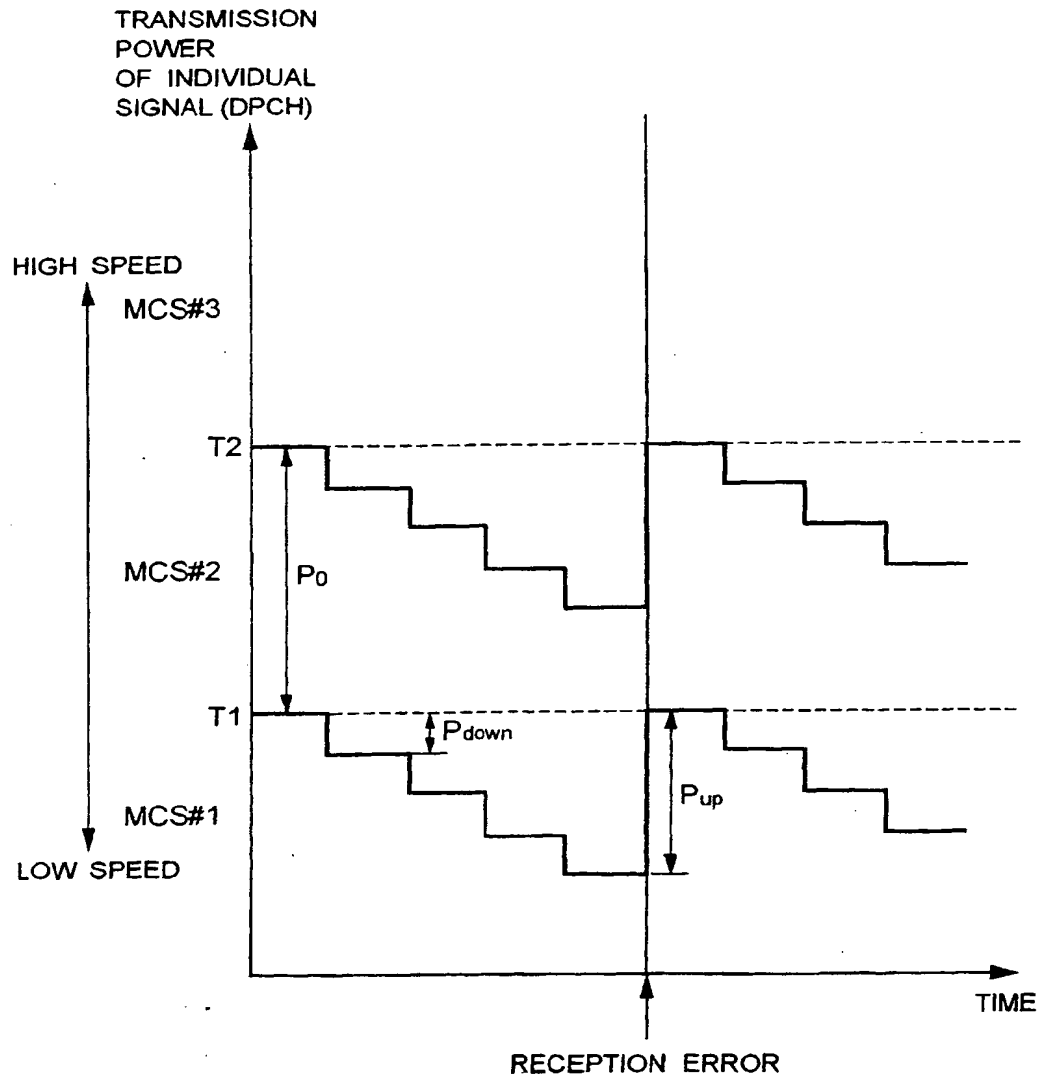 TRANSMISSION
POWER
OF INDIVIDUAL
SIGNAL (DPCH)
HIGH SPEED
MCS#3
T2
P0
MCS#2
T1
Pdown
Pup
MCS#1
LOW SPEED
TIME
RECEPTION ERROR